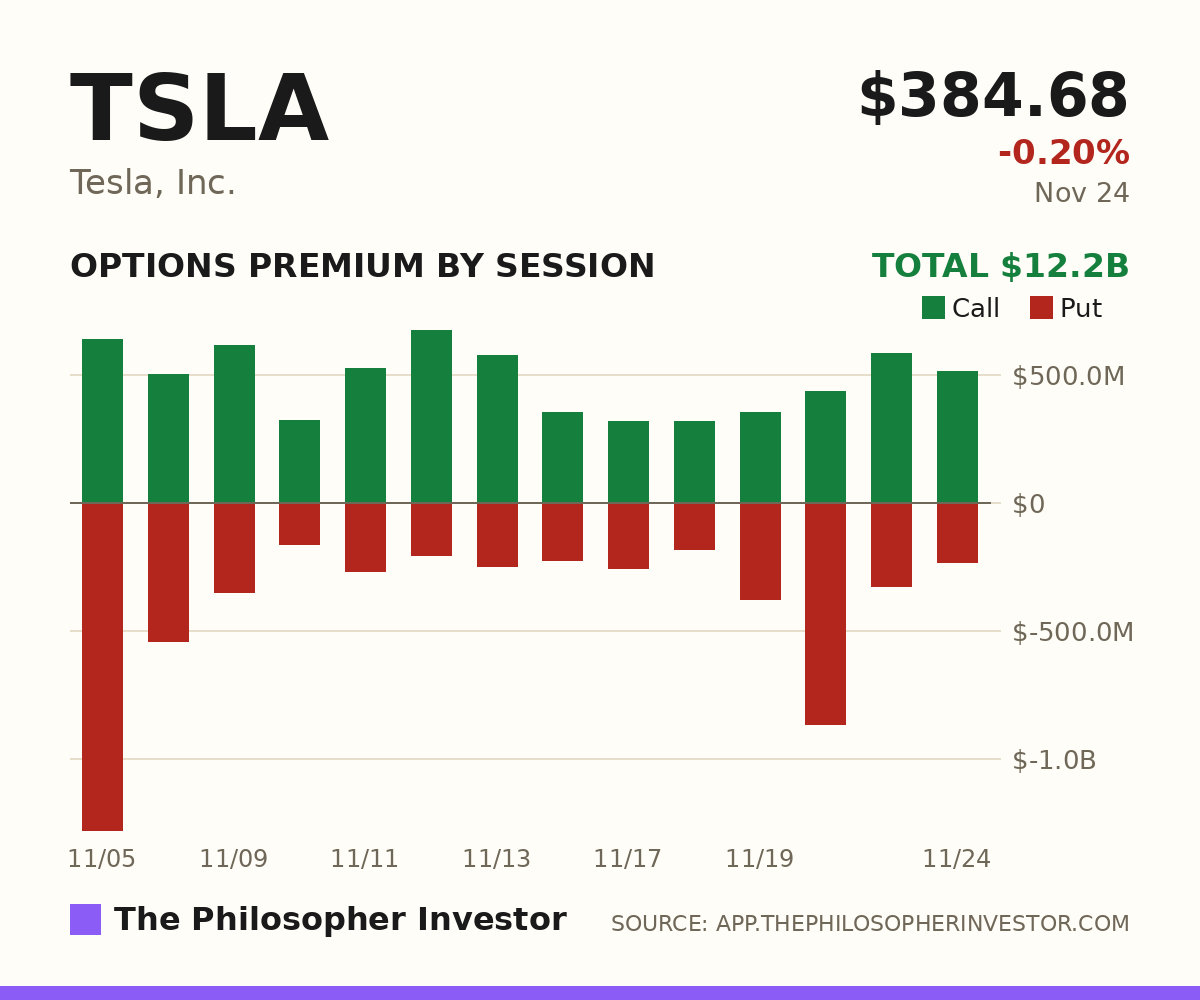 TSLA
$384.68
-0.20%
Tesla, Inc.
Nov 24
OPTIONS PREMIUM BY SESSION
TOTAL $12.2B
Call
Put
$500.0M
$0
$-500.0M
$-1.0B
11/05
11/09
11/11
11/13
11/17
11/19
11/24
The Philosopher Investor
SOURCE: APP.THEPHILOSOPHERINVESTOR.COM